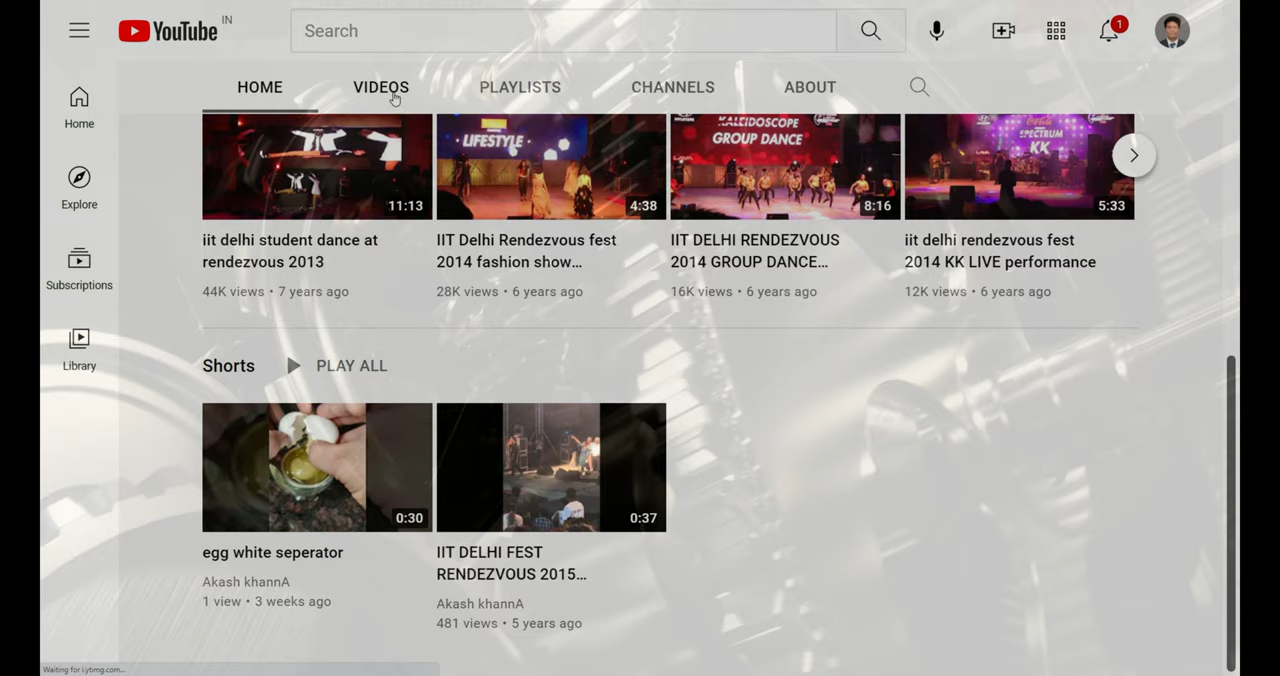 YouTube IN
Search
1
HOME VIDEOS PLAYLISTS CHANNELS ABOUT
Home
Explore
Subscriptions
Library
LIFESTYLE
KALEIDOSCOPE
GROUP DANCE
SPECTRUM
KK
11:13
4:38
8:16
5:33
iit delhi student dance at
rendezvous 2013
44K views • 7 years ago
IIT Delhi Rendezvous fest
2014 fashion show...
28K views • 6 years ago
IIT DELHI RENDEZVOUS
2014 GROUP DANCE...
16K views • 6 years ago
iit delhi rendezvous fest
2014 KK LIVE performance
12K views • 6 years ago
Shorts PLAY ALL
0:30
0:37
egg white seperator
Akash khannA
1 view • 3 weeks ago
IIT DELHI FEST
RENDEZVOUS 2015...
Akash khannA
481 views • 5 years ago
Waiting for i.ytimg.com...